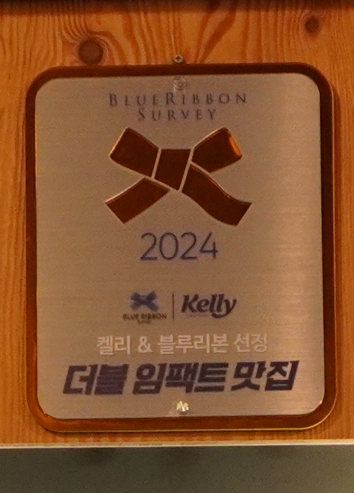 BLUERIBBON
SURVEY
2024
BLUE RIBBON
Kelly
켈리 & 블루리본 선정
더블 임팩트 맛집